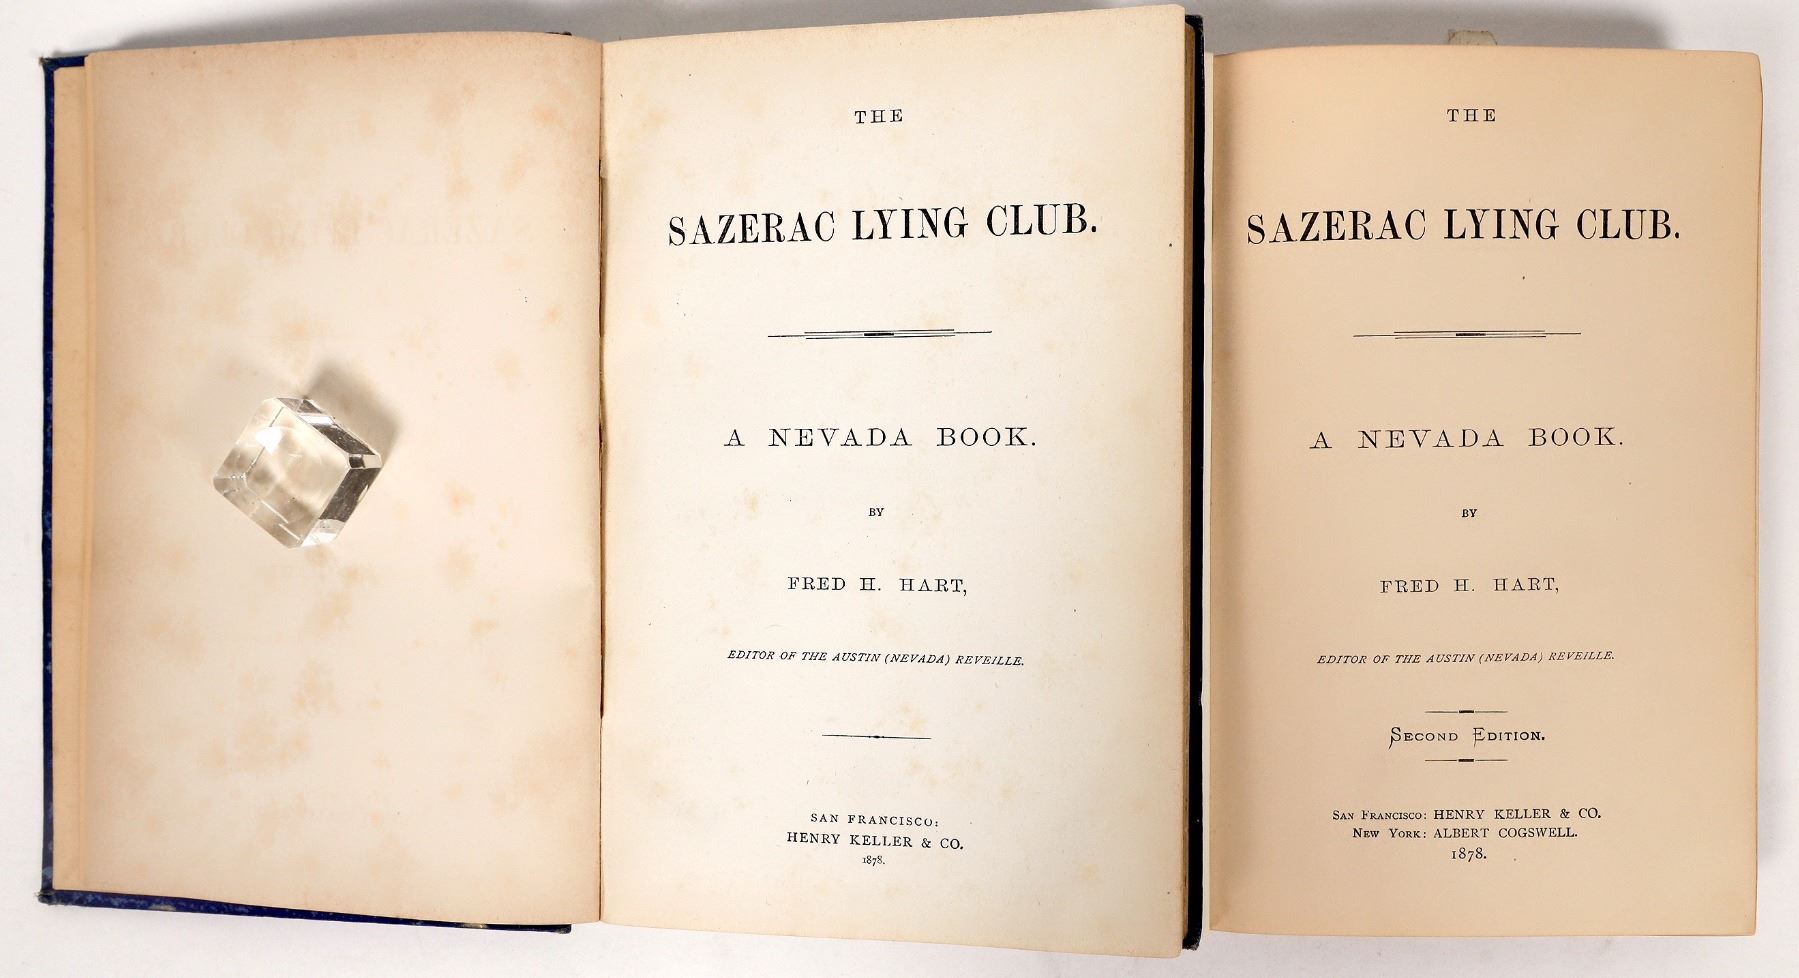 THE
SAZERAC LYING CLUB.
A NEVADA BOOK.
BY
FRED H. HART,
EDITOR OF THE AUSTIN (NEVADA) REVEILLE.
SAN FRANCISCO:
HENRY KELLER & CO.
1878.
THE
SAZERAC LYING CLUB.
A NEVADA BOOK.
BY
FRED H. HART,
EDITOR OF THE AUSTIN (NEVADA) REVEILLE.
SECOND EDITION.
SAN FRANCISCO: HENRY KELLER & CO.
NEW YORK: ALBERT COGSWELL.
1878.